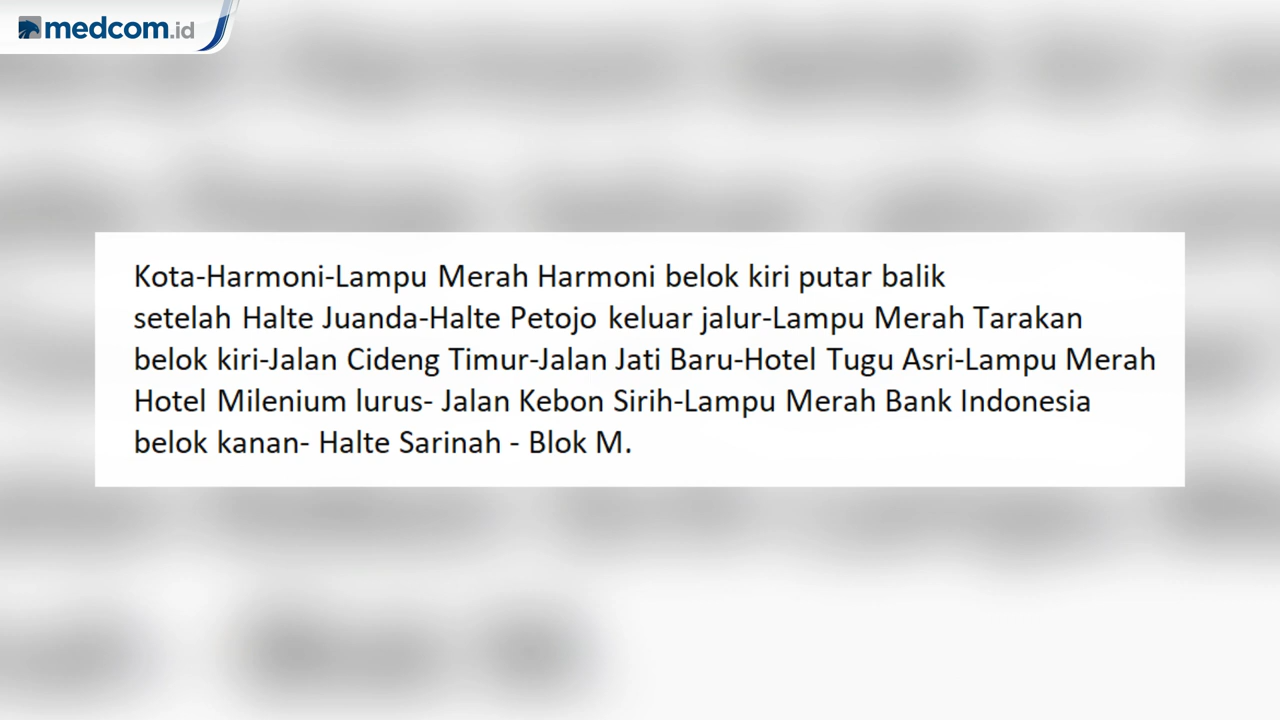 medcom.id
Kota-Harmoni-Lampu Merah Harmoni belok kiri putar balik
setelah Halte Juanda-Halte Petojo keluar jalur-Lampu Merah Tarakan
belok kiri-Jalan Cideng Timur-Jalan Jati Baru-Hotel Tugu Asri-Lampu Merah
Hotel Milenium lurus- Jalan Kebon Sirih-Lampu Merah Bank Indonesia
belok kanan- Halte Sarinah - Blok M.